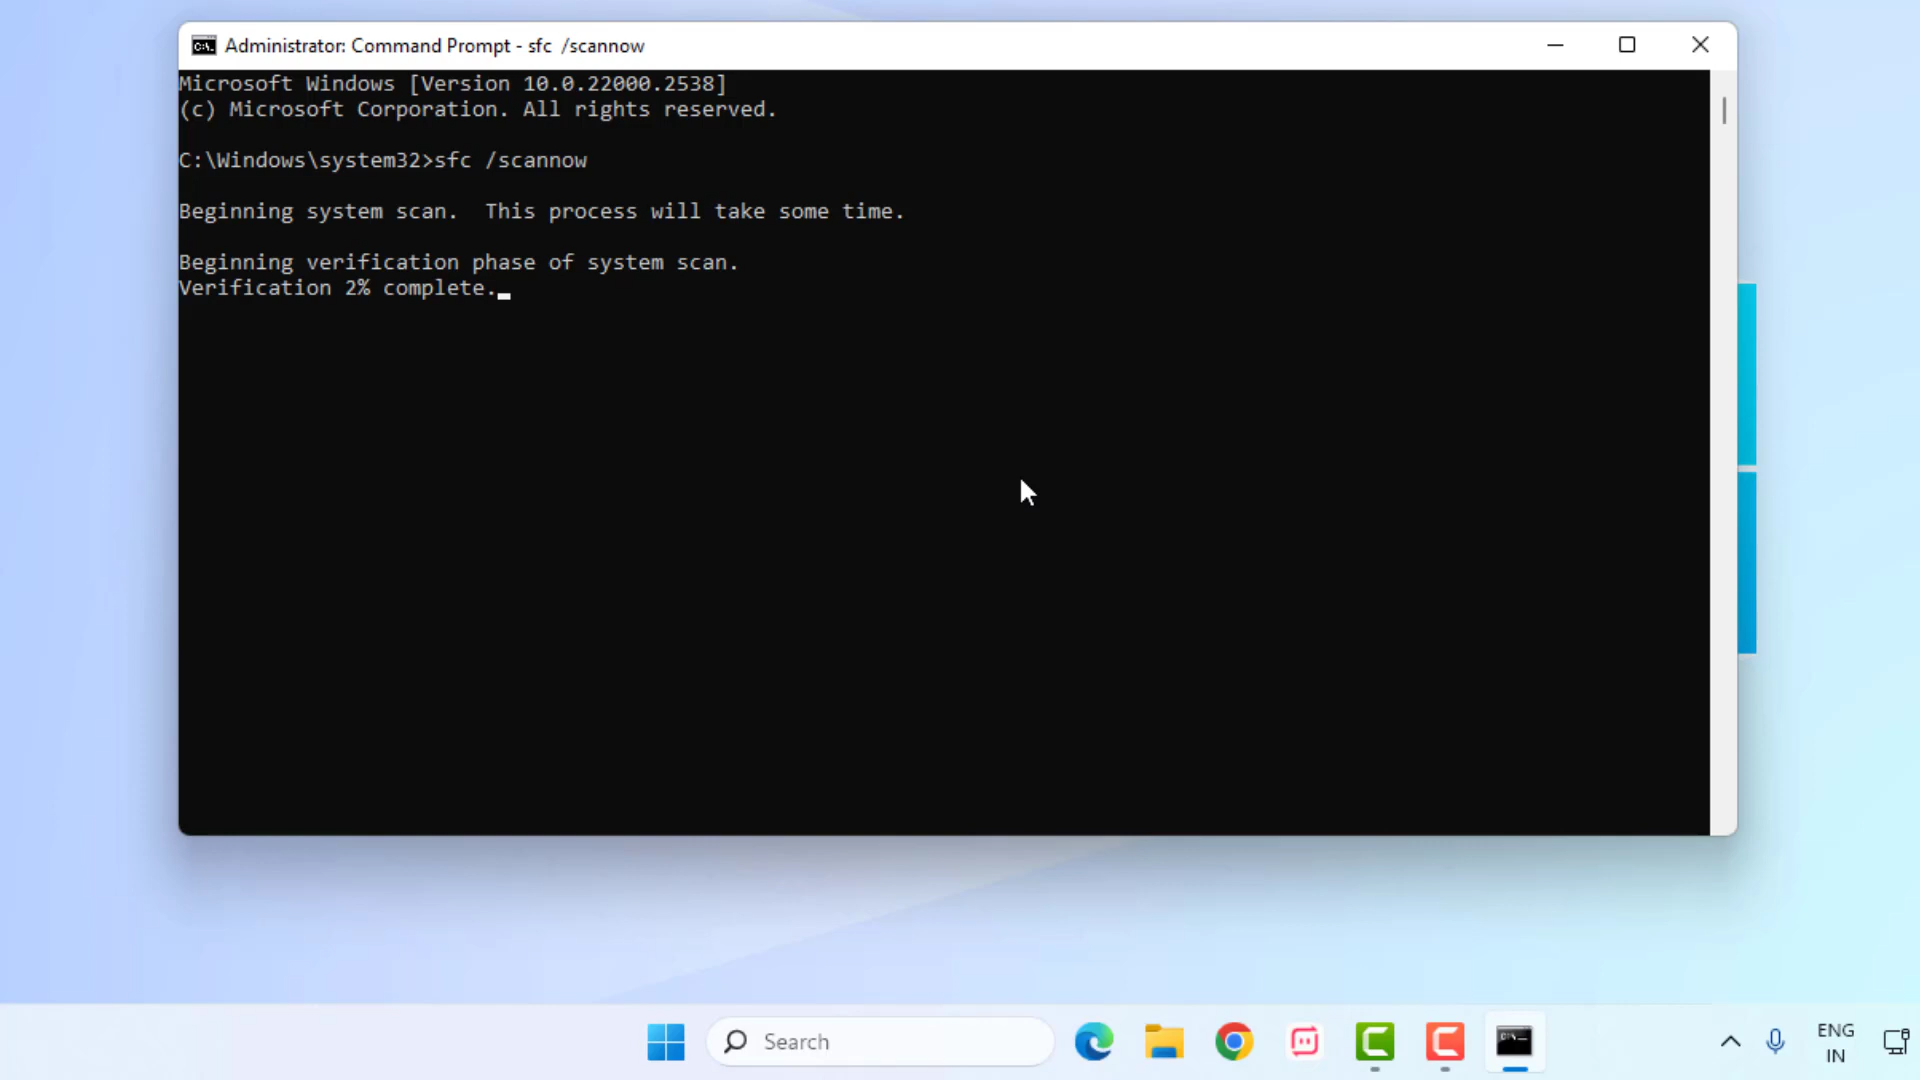 Administrator: Command Prompt - sfc  /scannow
Microsoft Windows [Version 10.0.22000.2538]
(c) Microsoft Corporation. All rights reserved.
C:\Windows\system32>sfc /scannow
Beginning system scan.  This process will take some time.
Beginning verification phase of system scan.
Verification 2% complete.
Search
ENG
IN